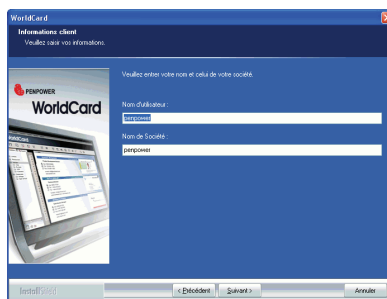 WorldCard
Informations client
Veuillez saisir vos informations.
Veuillez entrer votre nom et celui de votre société.
PENPOWER
WorldCard
Nom d'utilisateur :
penpower
Nom de Société :
penpower
InstallShield
< Précédent
Suivant >
Annuler